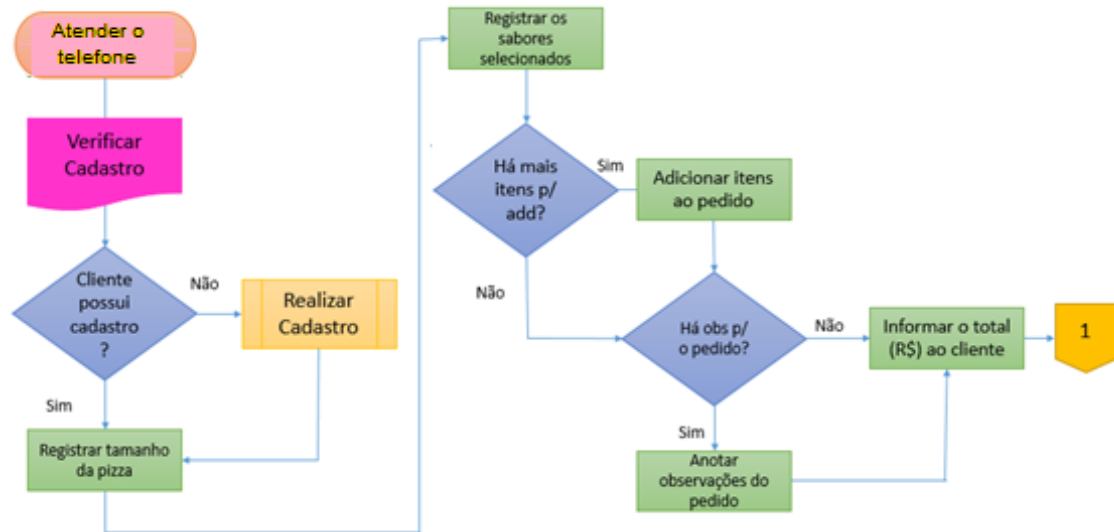 Atender o
telefone
Verificar
Cadastro
Cliente
possui
cadastro
?
Não
Realizar
Cadastro
Sim
Registrar tamanho
da pizza
Registrar os
sabores
selecionados
Há mais
itens p/
add?
Sim
Adicionar itens
ao pedido
Não
Há obs p/
o pedido?
Não
Informar o total
(R$) ao cliente
1
Sim
Anotar
observações do
pedido